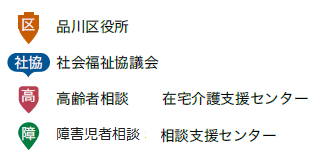 区 品川区役所
社協 社会福祉協議会
高 高齢者相談 在宅介護支援センター
障 障害児者相談 相談支援センター